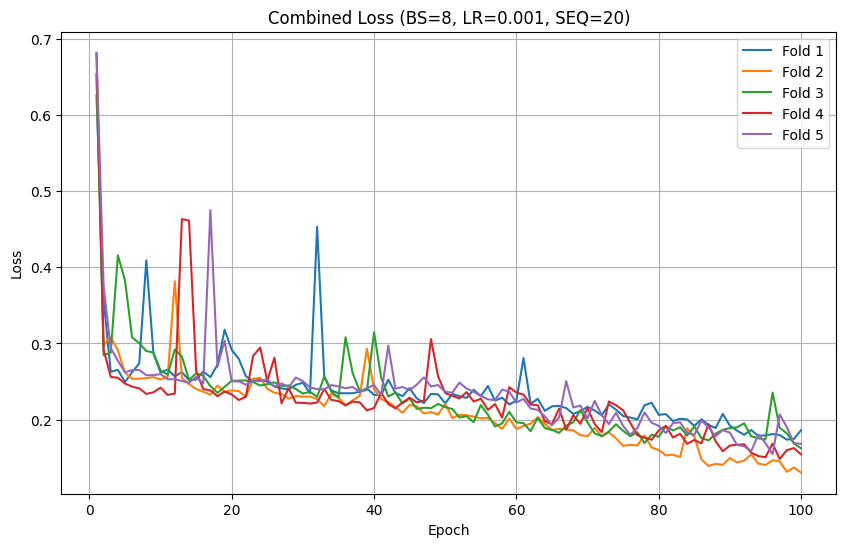 Combined Loss (BS=8, LR=0.001, SEQ=20)
0.7
0.6
0.5
0.4
0.3
0.2
Loss
0
20
40
60
80
100
Epoch
Fold 1
Fold 2
Fold 3
Fold 4
Fold 5